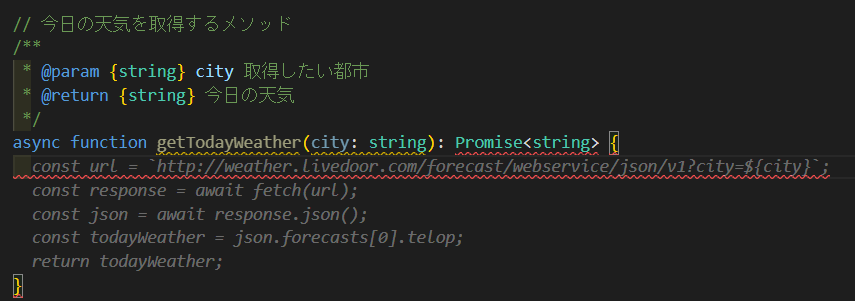 // 今日の天気を取得するメソッド
/**
 * @param {string} city 取得したい都市
 * @return {string} 今日の天気
 */
async function getTodayWeather(city: string): Promise<string> {
  const url = `http://weather.livedoor.com/forecast/webservice/json/v1?city=${city}`;
  const response = await fetch(url);
  const json = await response.json();
  const todayWeather = json.forecasts[0].telop;
  return todayWeather;
}